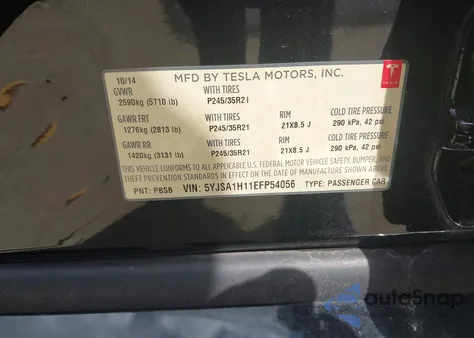 10/14 MFD BY TESLA MOTORS, INC.
GVWR WITH TIRES
2590kg (5710 lb) P245/35R21
GAWR FRT WITH TIRES RIM COLD TIRE PRESSURE
1276kg (2813 lb) P245/35R21 21X8.5 J 290 kPa, 42 psi
GAWR RR WITH TIRES RIM COLD TIRE PRESSURE
1420kg (3131 lb) P245/35R21 21X8.5 J 290 kPa, 42 psi
THIS VEHICLE CONFORMS TO ALL APPLICABLE U.S.FEDERAL MOTOR VEHICLE SAFETY, BUMPER, AND
THEFT PREVENTION STANDARDS IN EFFECT ON THE DATE OF MANUFACTURE SHOWN ABOVE.
PNT: PBSB VIN: 5YJSA1H11EFP54056 TYPE: PASSENGER CAR
TESLA
autoSnap